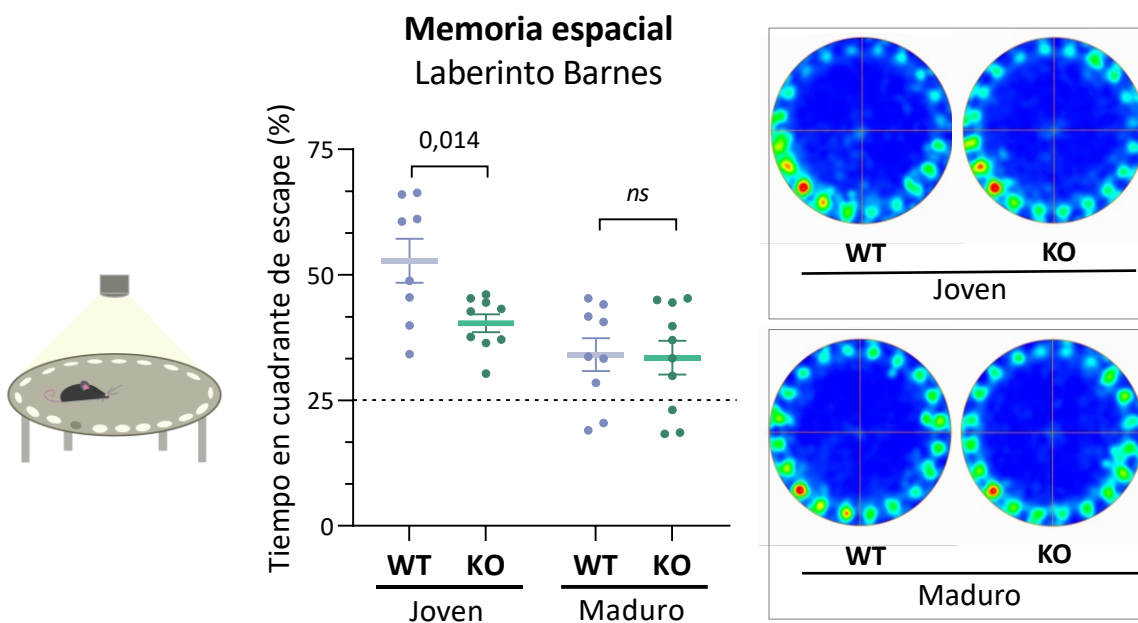 Memoria espacial
Laberinto Barnes
Tiempo en cuadrante de escape (%)
75
50
25
0
0,014
ns
WT
KO
WT
KO
Joven
Maduro
WT
KO
Joven
WT
KO
Maduro